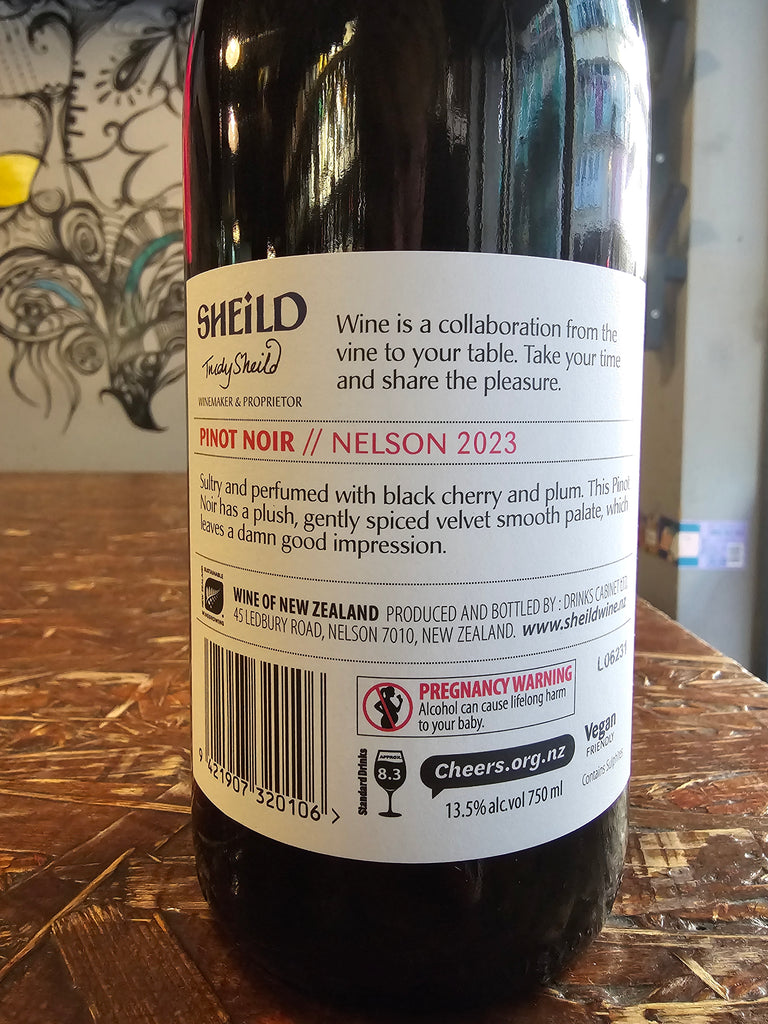 SHEiLD
Trudy Sheild
WINEMAKER & PROPRIETOR
Wine is a collaboration from the
vine to your table. Take your time
and share the pleasure.
PINOT NOIR // NELSON 2023
Sultry and perfumed with black cherry and plum. This Pinot
Noir has a plush, gently spiced velvet smooth palate, which
leaves a damn good impression.
SUSTAINABLE
WINEGROWING
WINE OF NEW ZEALAND PRODUCED AND BOTTLED BY : DRINKS CABINET
45 LEDBURY ROAD, NELSON 7010, NEW ZEALAND. www.sheildwine.nz
L06231
PREGNANCY WARNING
Alcohol can cause lifelong harm
to your baby.
Vegan
FRIENDLY
Contains Sulphites
Standard Drinks
APPROX.
8.3
Cheers.org.nz
13.5% alc.vol 750 ml
9 421907 320106 >